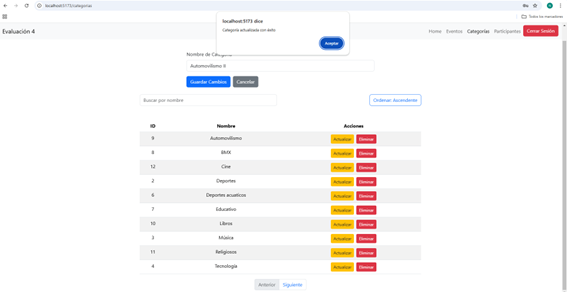 localhost:5173/categorias
Todos los marcadores
localhost:5173 dice
Categoría actualizada con éxito
Aceptar
Evaluación 4
Home Eventos Categorías Participantes Cerrar Sesión
Nombre de Categoría
Guardar Cambios Cancelar
Buscar por nombre
Ordenar: Ascendente
ID Nombre Acciones
9 Automovilismo Actualizar Eliminar
8 BMX Actualizar Eliminar
12 Cine Actualizar Eliminar
2 Deportes Actualizar Eliminar
6 Deportes acuaticos Actualizar Eliminar
7 Educativo Actualizar Eliminar
10 Libros Actualizar Eliminar
3 Música Actualizar Eliminar
11 Religiosos Actualizar Eliminar
4 Tecnología Actualizar Eliminar
Anterior Siguiente